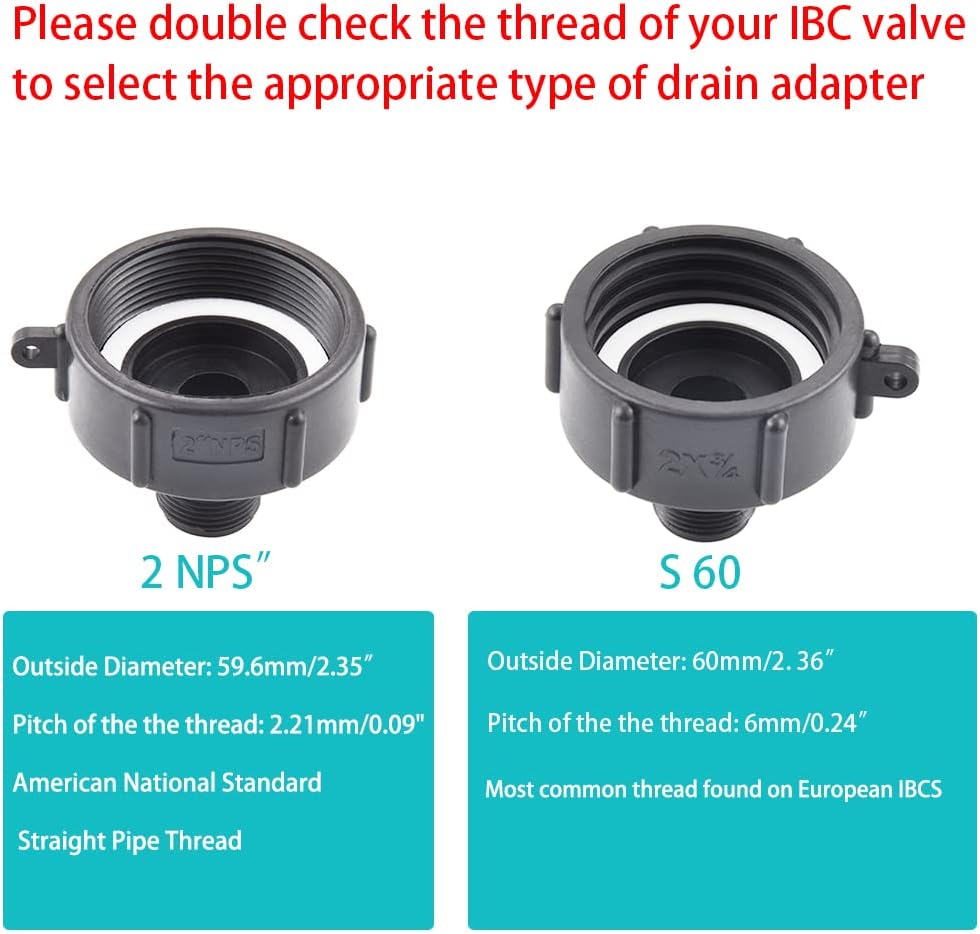 Please double check the thread of your IBC valve
to select the appropriate type of drain adapter
2"NPS
2X3/4
2 NPS"
S 60
Outside Diameter: 59.6mm/2.35"
Pitch of the the thread: 2.21mm/0.09"
American National Standard
Straight Pipe Thread
Outside Diameter: 60mm/2. 36"
Pitch of the the thread: 6mm/0.24"
Most common thread found on European IBCS